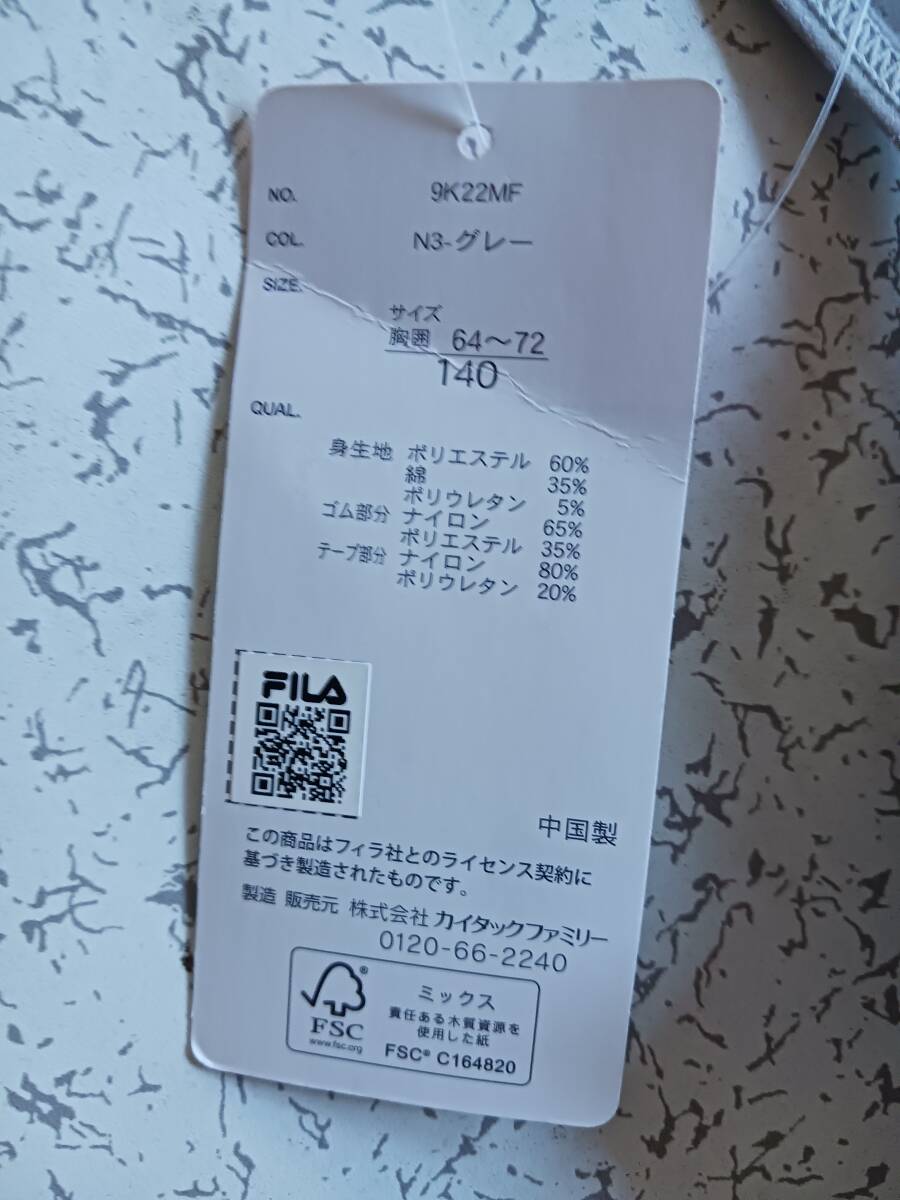 NO. 9K22MF
COL. N3-グレー
SIZE.
サイズ
胸囲 64～72
140
QUAL.
身生地 ポリエステル 60%
綿 35%
ポリウレタン 5%
ゴム部分 ナイロン 65%
ポリエステル 35%
テープ部分 ナイロン 80%
ポリウレタン 20%
FILA
中国製
この商品はフィラ社とのライセンス契約に
基づき製造されたものです。
製造 販売元 株式会社 カイタックファミリー
0120-66-2240
ミックス
責任ある木質資源を
使用した紙
FSC® C164820
®
FSC
www.fsc.org